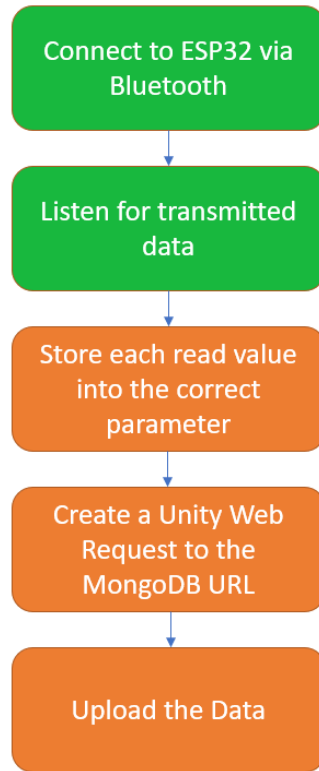 Connect to ESP32 via
Bluetooth
Listen for transmitted
data
Store each read value
into the correct
parameter
Create a Unity Web
Request to the
MongoDB URL
Upload the Data